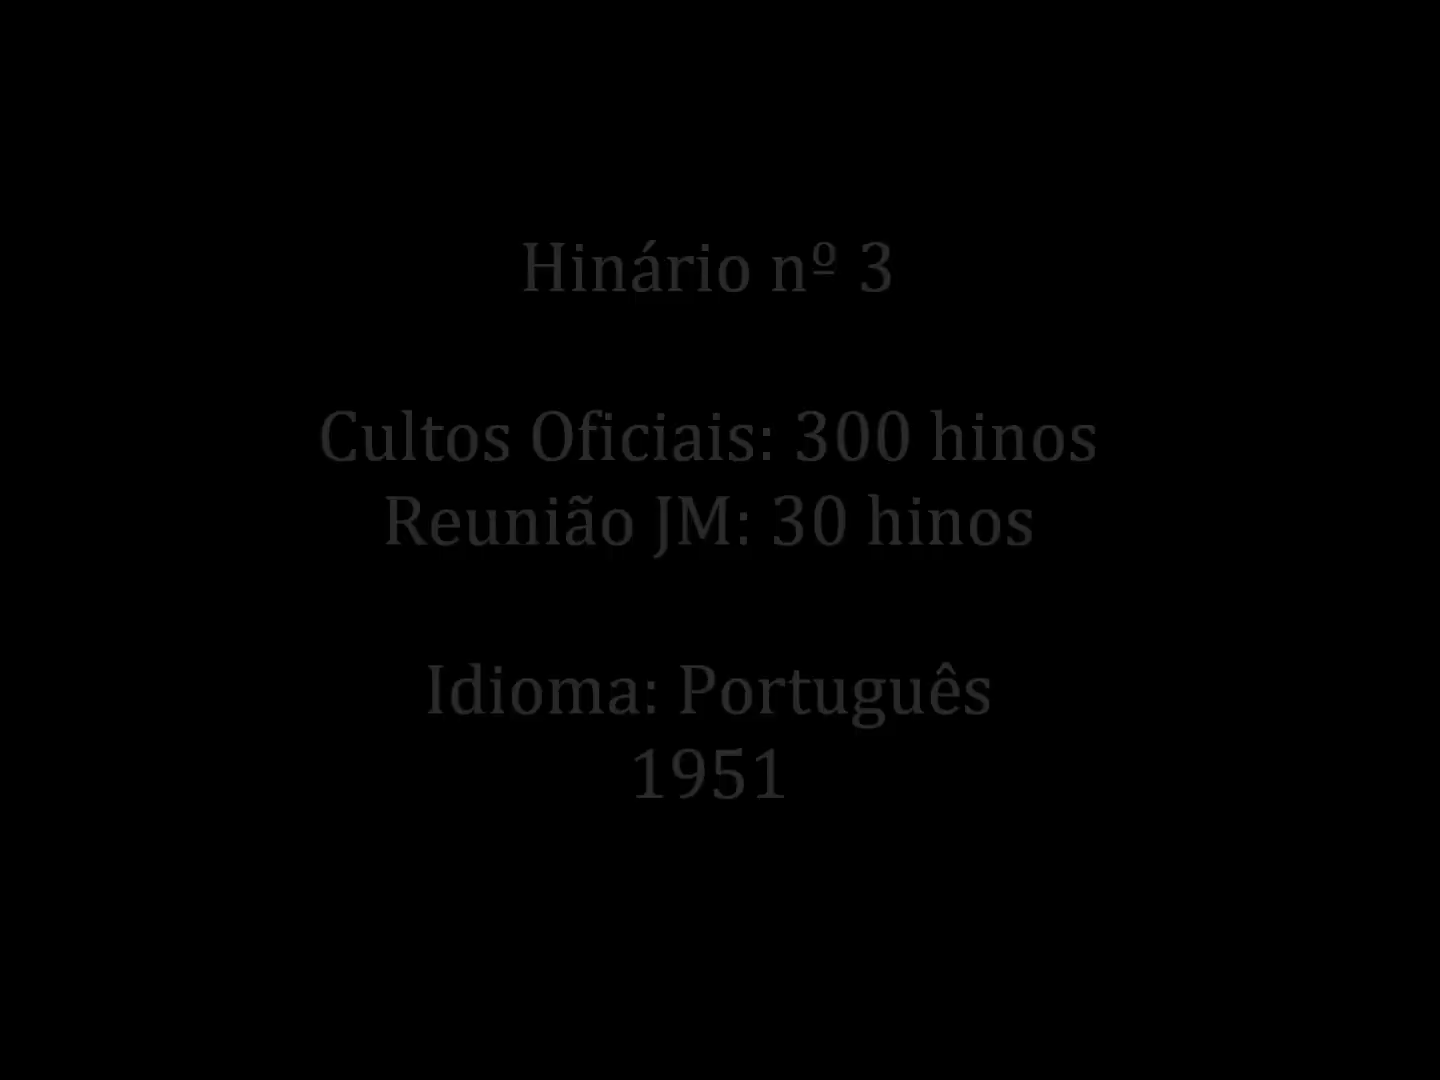 Hinário nº 3
Cultos Oficiais: 300 hinos
Reunião JM: 30 hinos
Idioma: Português
1951